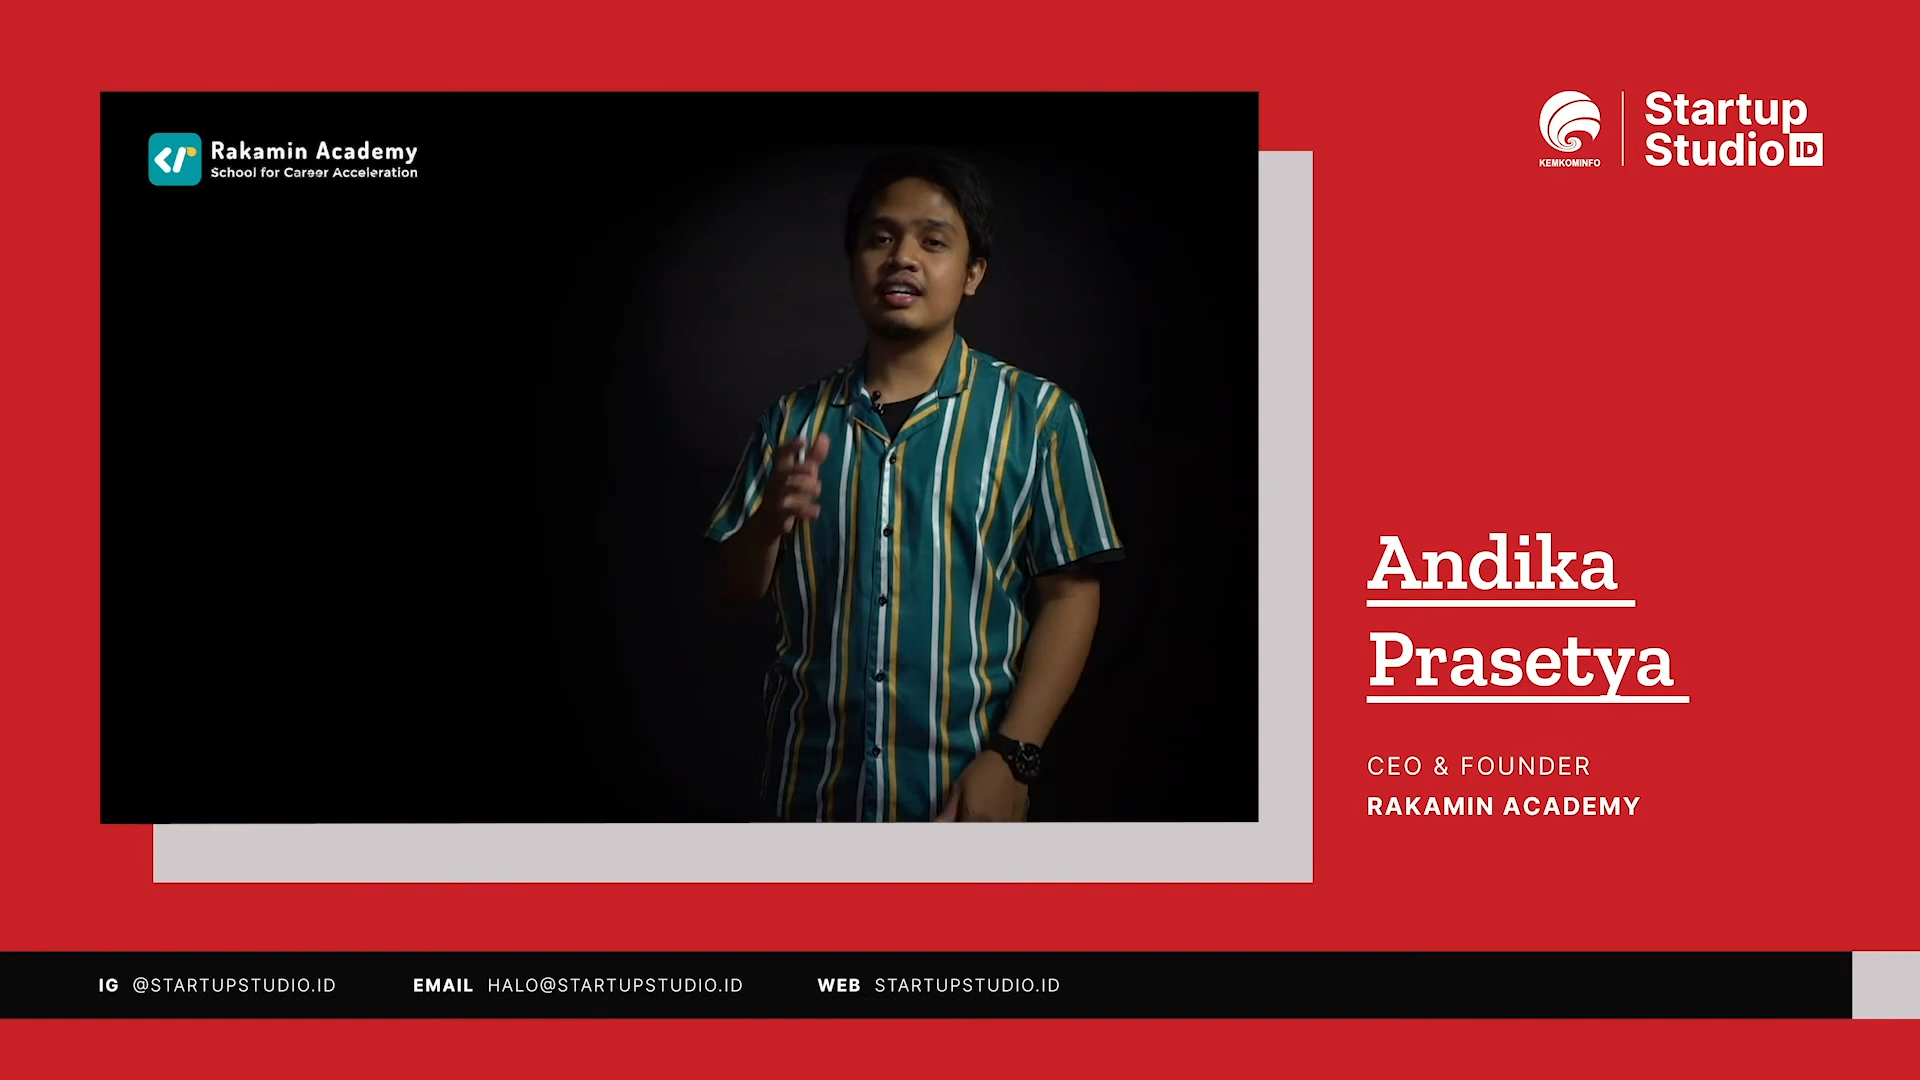 Rakamin Academy
School for Career Acceleration
KEMKOMINFO
Startup
Studio ID
Andika
Prasetya
CEO & FOUNDER
RAKAMIN ACADEMY
IG @STARTUPSTUDIO.ID EMAIL HALO@STARTUPSTUDIO.ID WEB STARTUPSTUDIO.ID